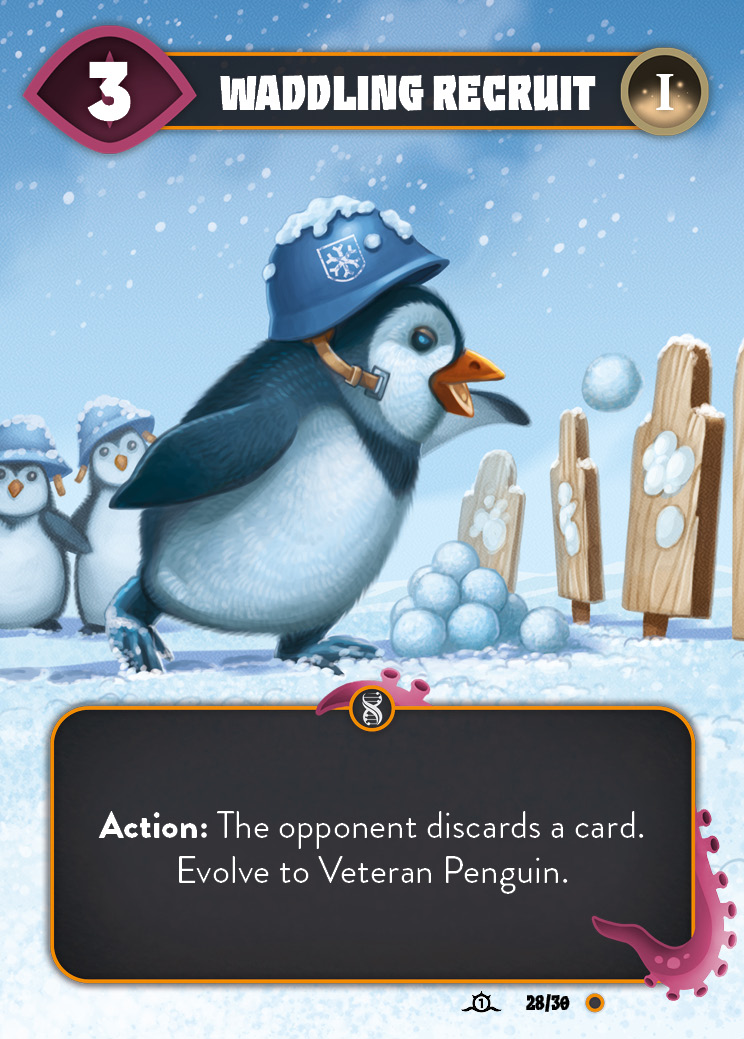 3 WADDLING RECRUIT I
Action: The opponent discards a card.
Evolve to Veteran Penguin.
1 28/30